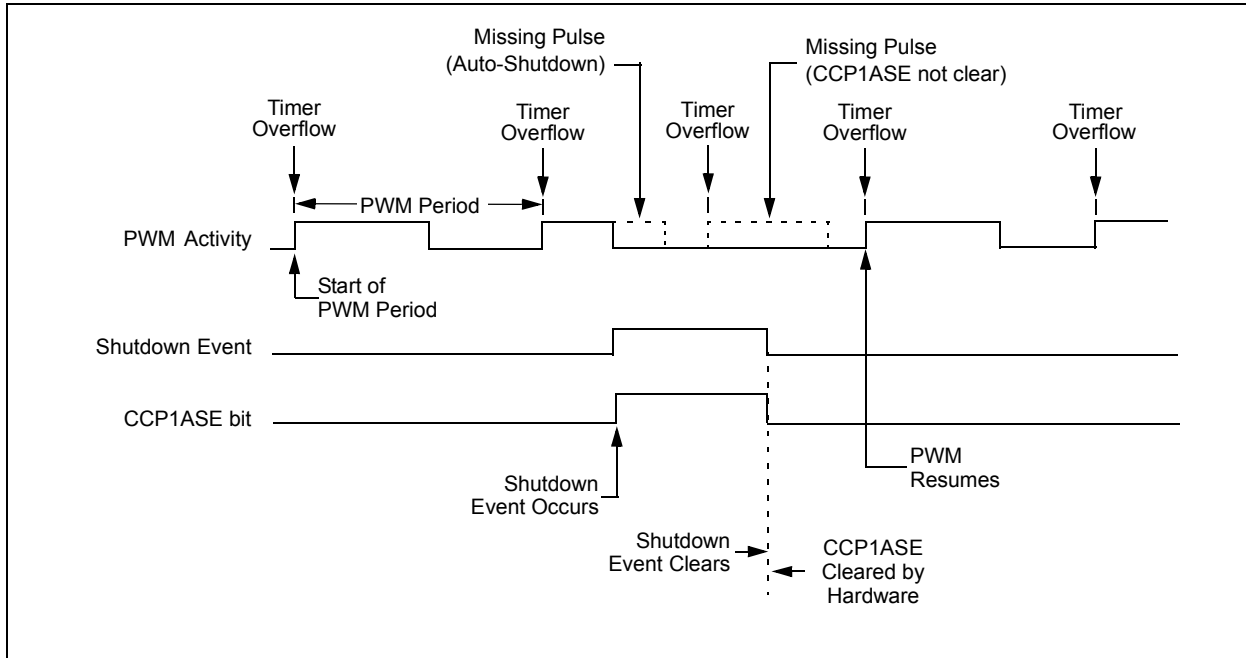 Missing Pulse
(Auto-Shutdown)
Missing Pulse
(CCP1ASE not clear)
Timer
Overflow
Timer
Overflow
Timer
Overflow
Timer
Overflow
Timer
Overflow
PWM Period
PWM Activity
Start of
PWM Period
Shutdown Event
CCP1ASE bit
Shutdown
Event Occurs
PWM
Resumes
Shutdown
Event Clears
CCP1ASE
Cleared by
Hardware